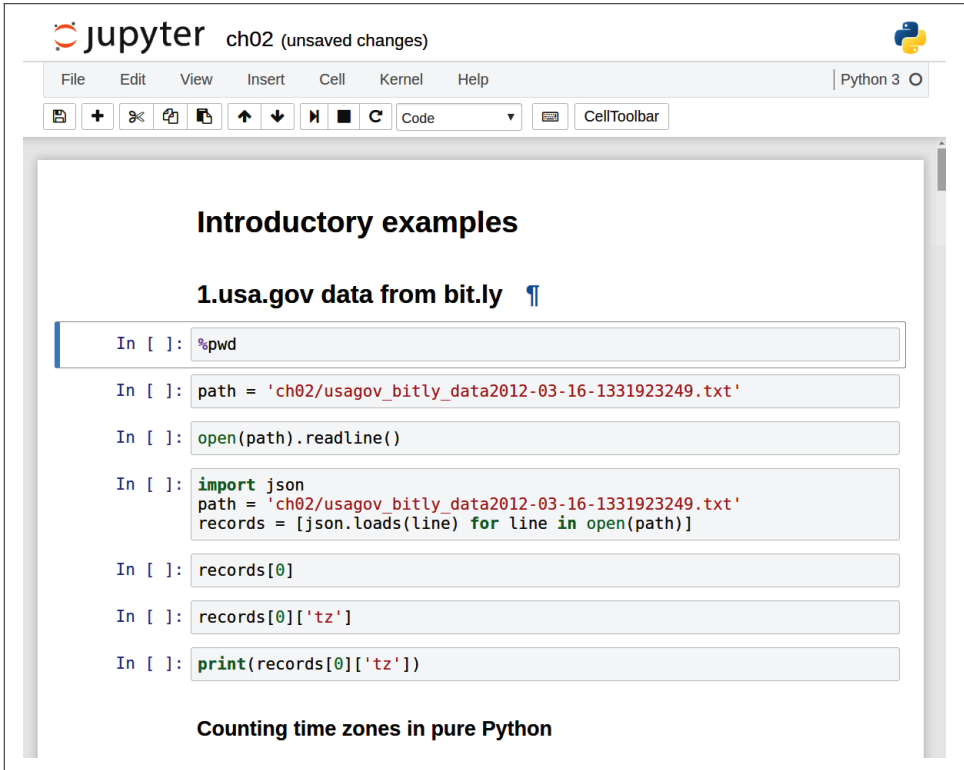 jupyter ch02 (unsaved changes)
File Edit View Insert Cell Kernel Help Python 3
Code CellToolbar
Introductory examples
1.usa.gov data from bit.ly ¶
In [ ]: %pwd
In [ ]: path = 'ch02/usagov_bitly_data2012-03-16-1331923249.txt'
In [ ]: open(path).readline()
In [ ]: import json
path = 'ch02/usagov_bitly_data2012-03-16-1331923249.txt'
records = [json.loads(line) for line in open(path)]
In [ ]: records[0]
In [ ]: records[0]['tz']
In [ ]: print(records[0]['tz'])
Counting time zones in pure Python